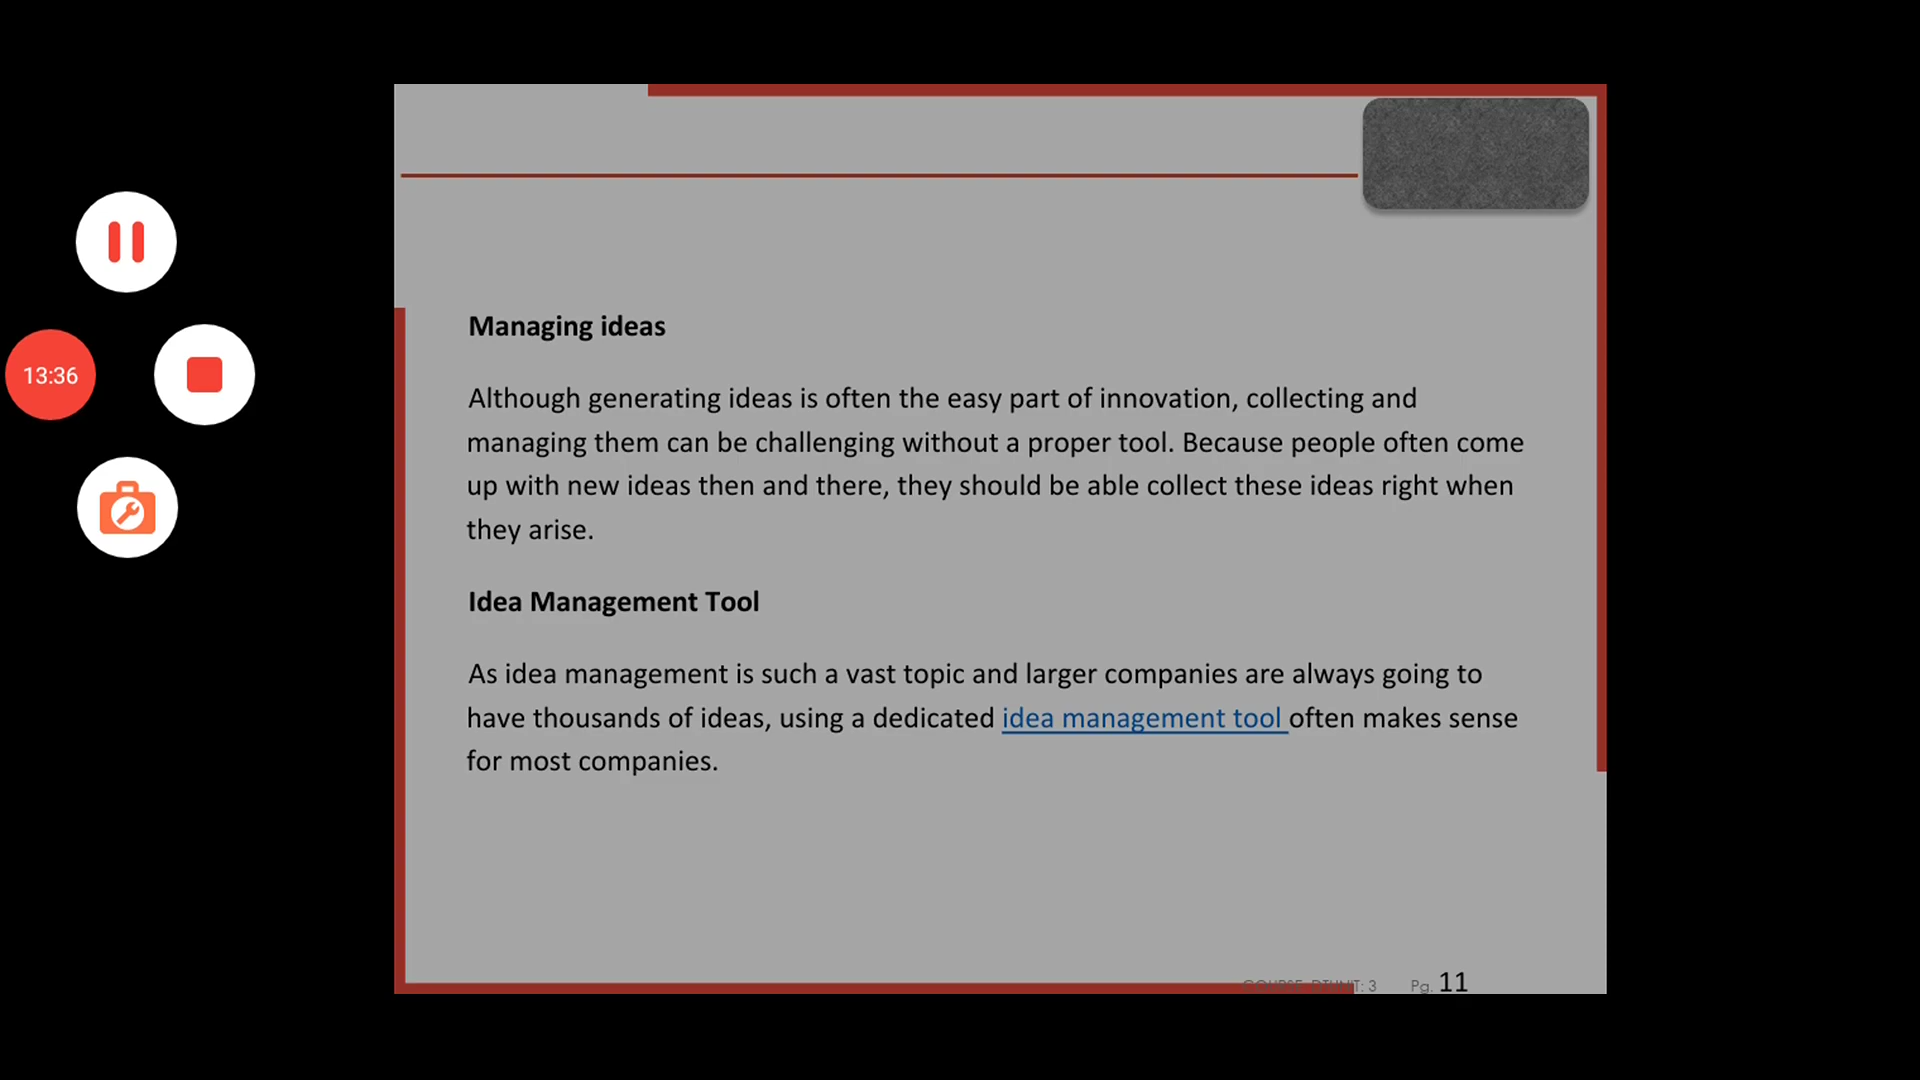 13:36
Managing ideas
Although generating ideas is often the easy part of innovation, collecting and
managing them can be challenging without a proper tool. Because people often come
up with new ideas then and there, they should be able collect these ideas right when
they arise.
Idea Management Tool
As idea management is such a vast topic and larger companies are always going to
have thousands of ideas, using a dedicated idea management tool often makes sense
for most companies.
COURSE: DTUNIT: 3 Pg. 11